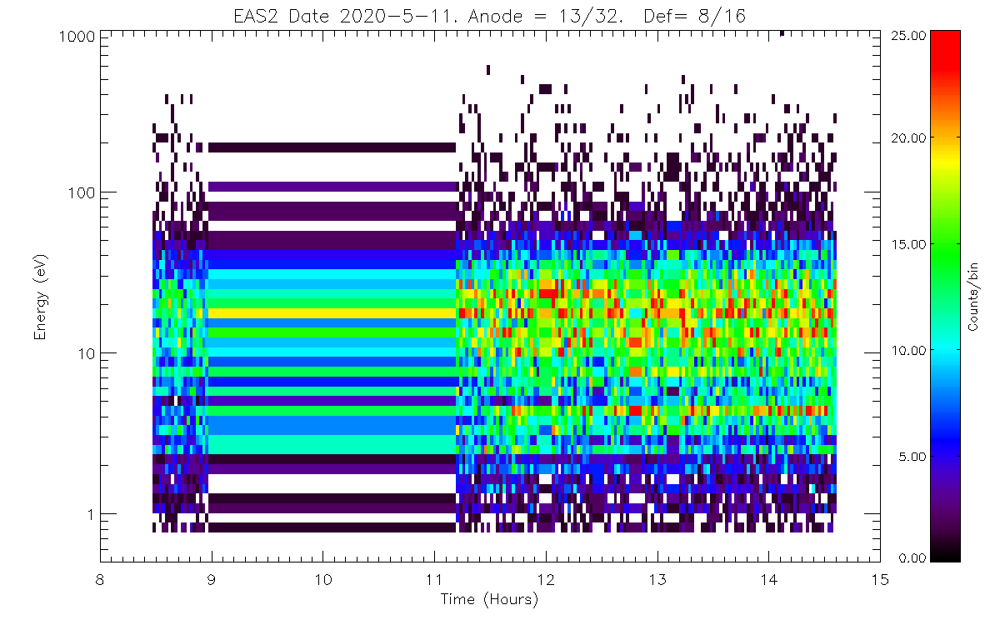 EAS2 Date 2020-5-11. Anode = 13/32. Def= 8/16
1000
100
10
1
Energy (eV)
8 9 10 11 12 13 14 15
Time (Hours)
25.00
20.00
15.00
10.00
5.00
0.00
Counts/bin